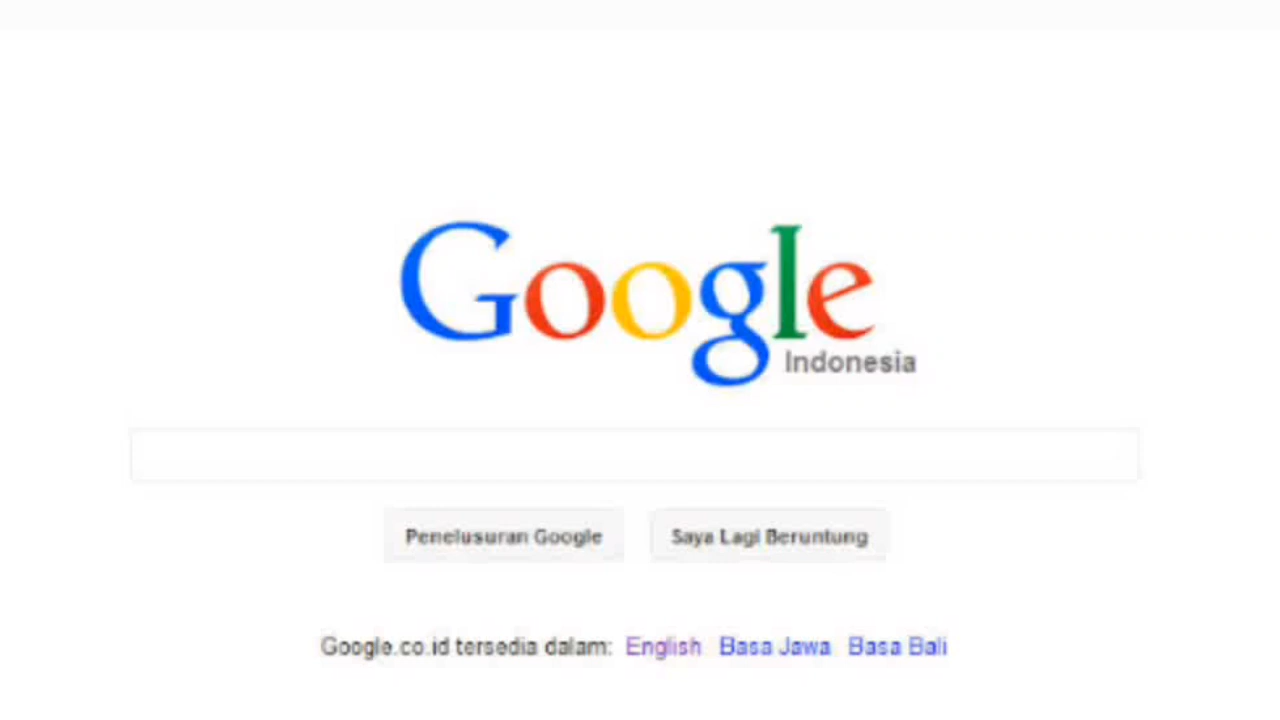 Google
Indonesia
Penelusuran Google
Saya Lagi Beruntung
Google.co.id tersedia dalam: English Basa Jawa Basa Bali